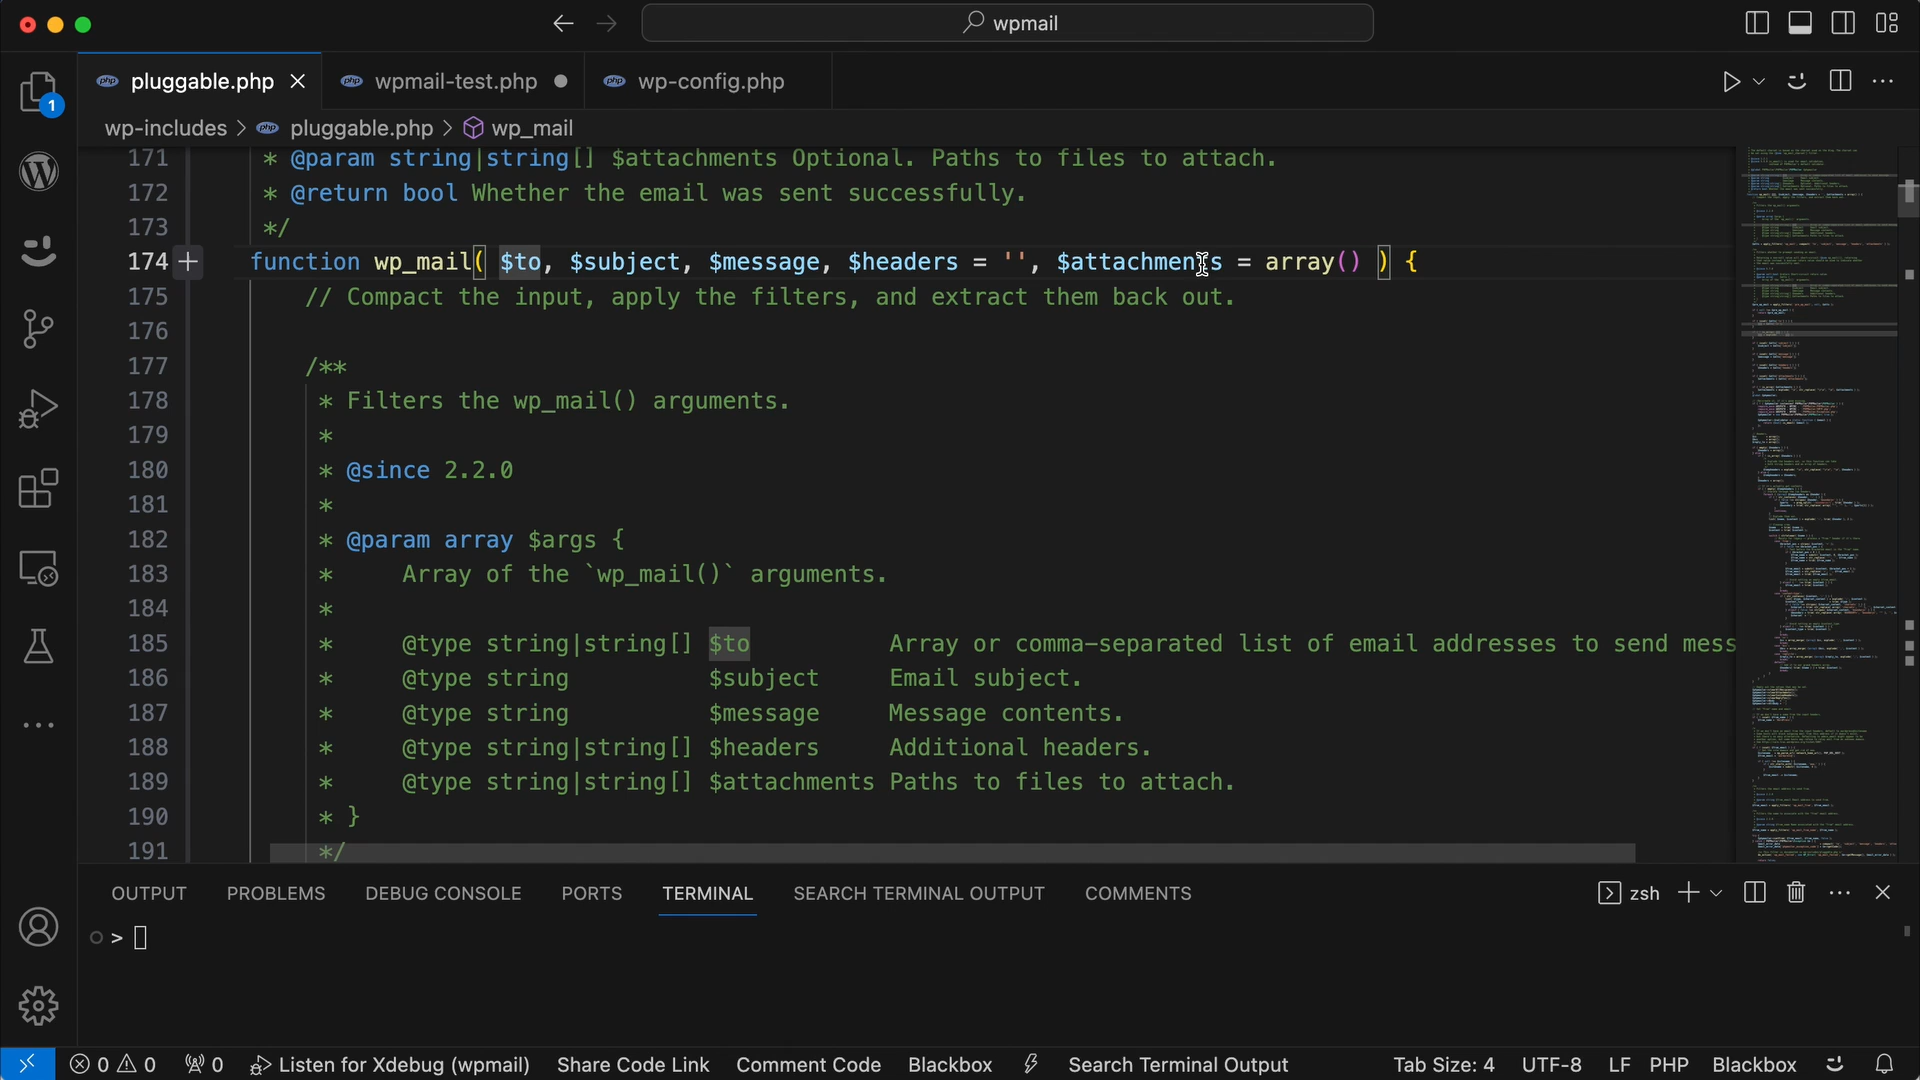 wpmail
pluggable.php
wpmail-test.php
wp-config.php
1
wp-includes > pluggable.php > wp_mail
171 * @param string|string[] $attachments Optional. Paths to files to attach.
172 * @return bool Whether the email was sent successfully.
173 */
174 function wp_mail( $to, $subject, $message, $headers = '', $attachments = array() ) {
175 // Compact the input, apply the filters, and extract them back out.
176
177 /**
178 * Filters the wp_mail() arguments.
179 *
180 * @since 2.2.0
181 *
182 * @param array $args {
183 * Array of the `wp_mail()` arguments.
184 *
185 * @type string|string[] $to Array or comma-separated list of email addresses to send mess
186 * @type string $subject Email subject.
187 * @type string $message Message contents.
188 * @type string|string[] $headers Additional headers.
189 * @type string|string[] $attachments Paths to files to attach.
190 * }
191 */
OUTPUT PROBLEMS DEBUG CONSOLE PORTS TERMINAL SEARCH TERMINAL OUTPUT COMMENTS zsh
>
0 0 0 Listen for Xdebug (wpmail) Share Code Link Comment Code Blackbox Search Terminal Output Tab Size: 4 UTF-8 LF PHP Blackbox